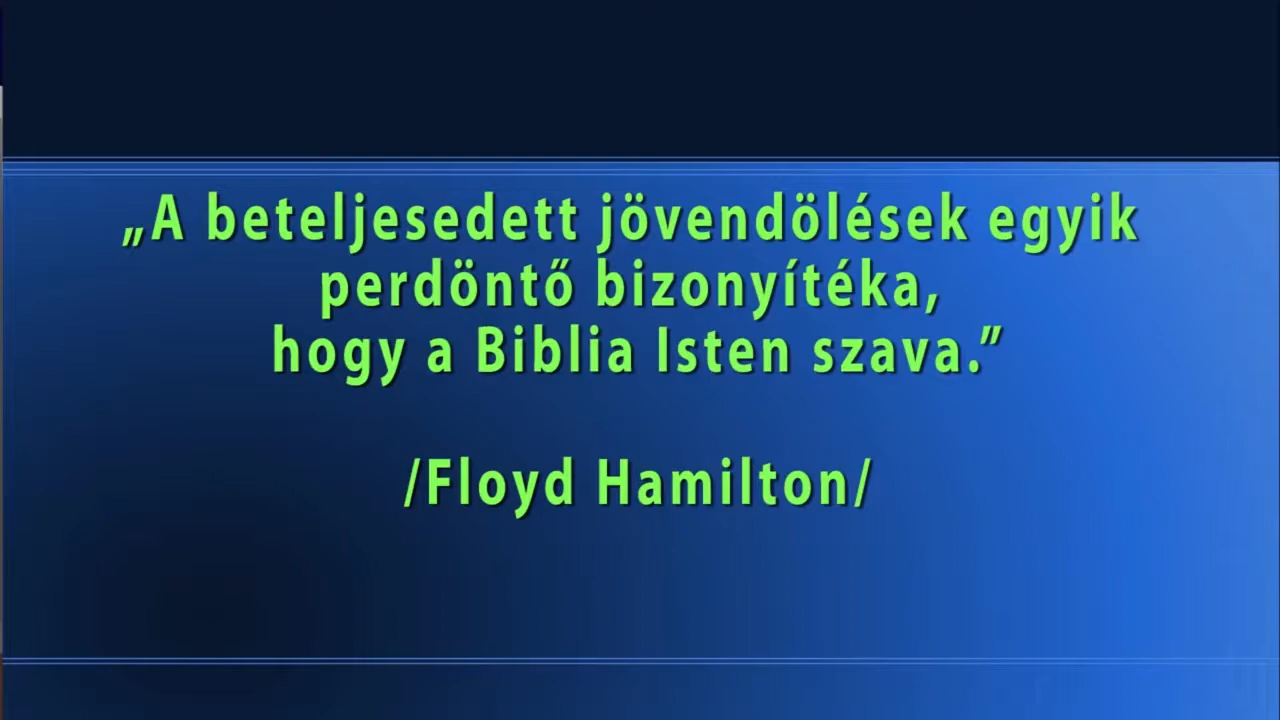 „A beteljesedett jövendölések egyik
perdöntő bizonyítéka,
hogy a Biblia Isten szava.”
/Floyd Hamilton/